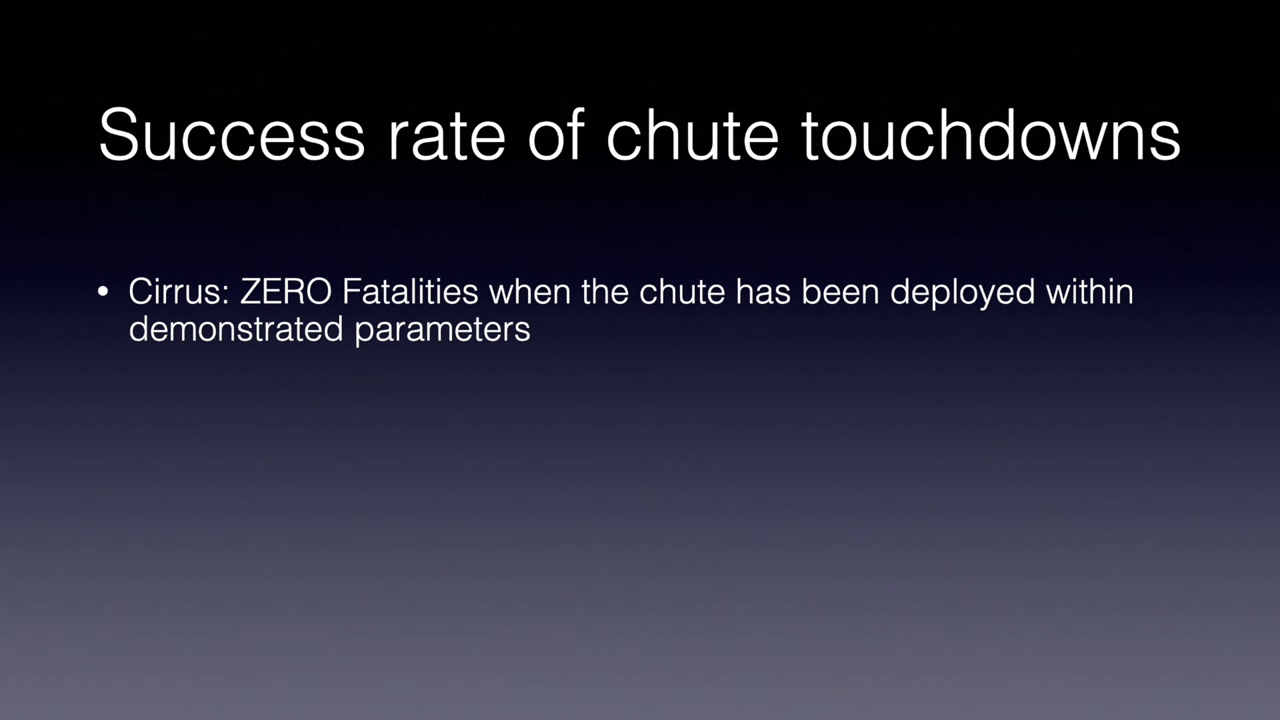 Success rate of chute touchdowns
• Cirrus: ZERO Fatalities when the chute has been deployed within
demonstrated parameters